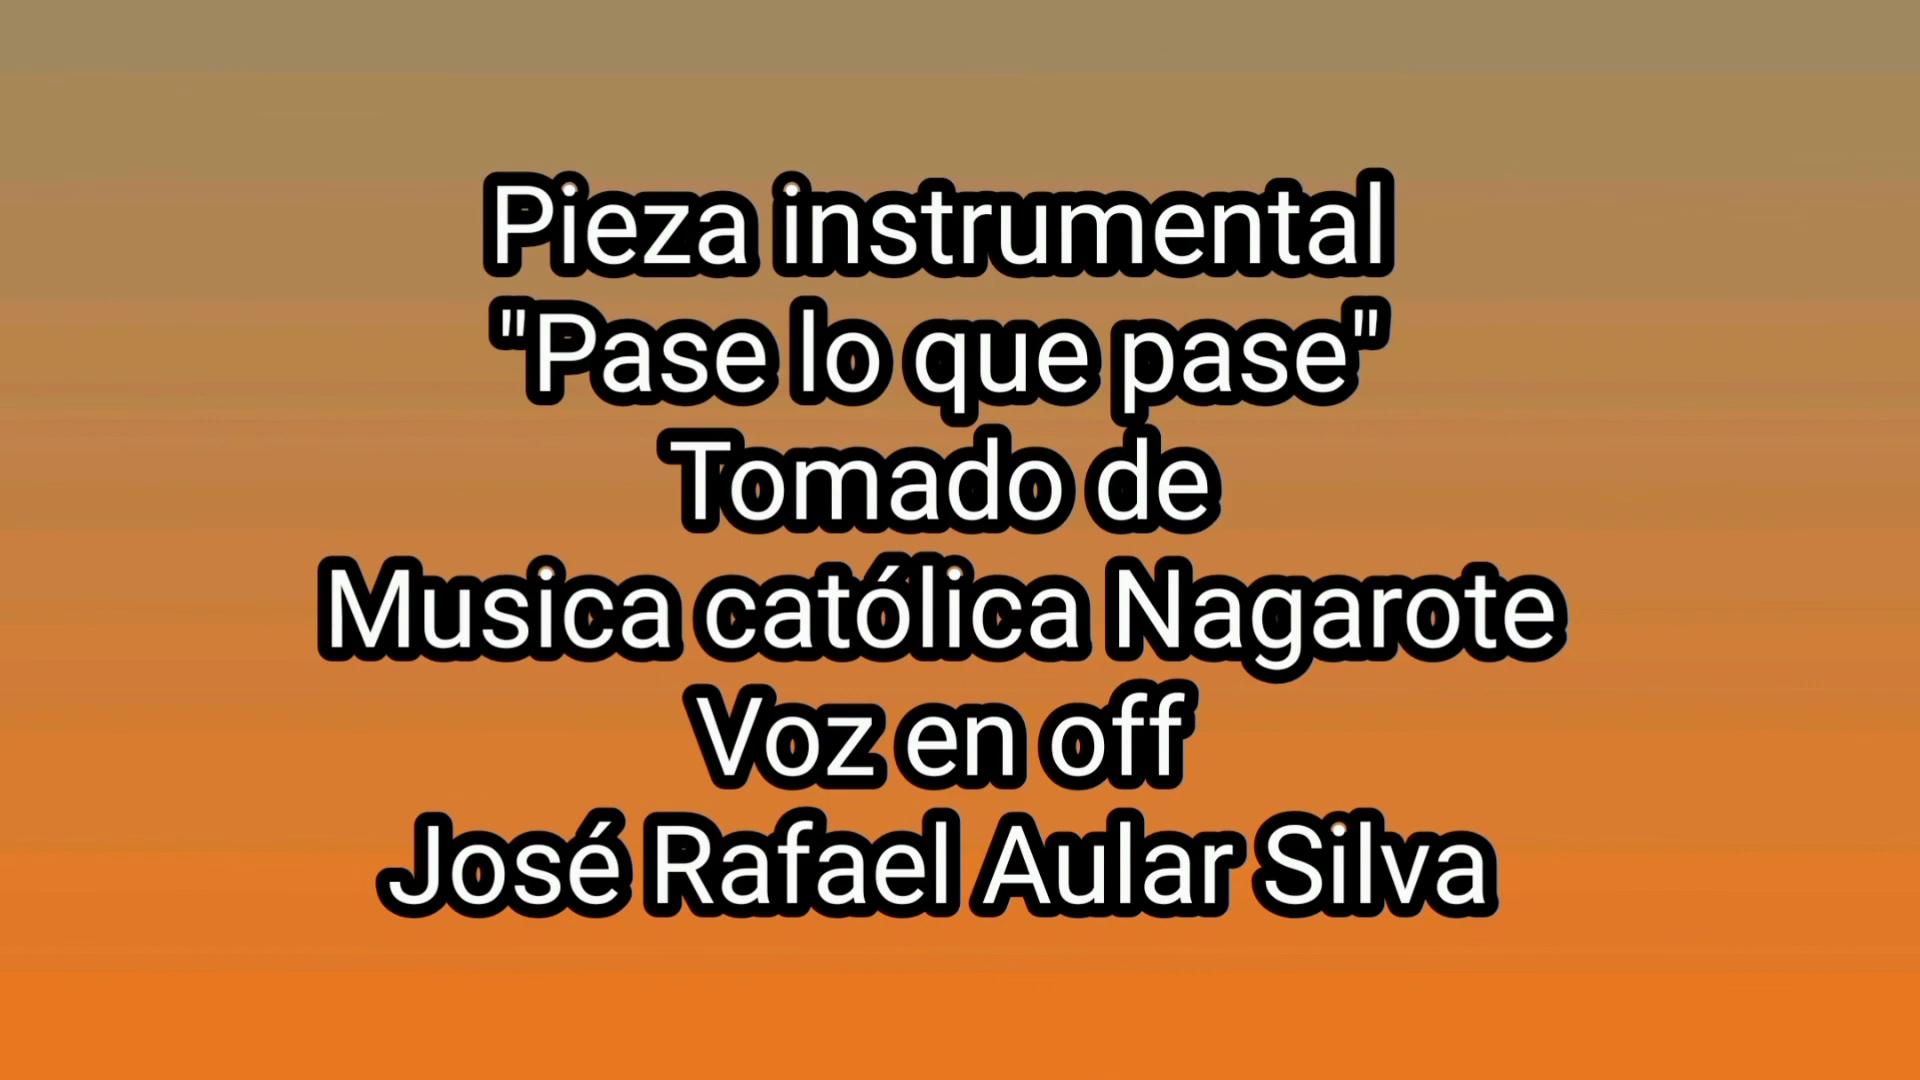 Pieza instrumental
"Pase lo que pase"
Tomado de
Musica católica Nagarote
Voz en off
José Rafael Aular Silva